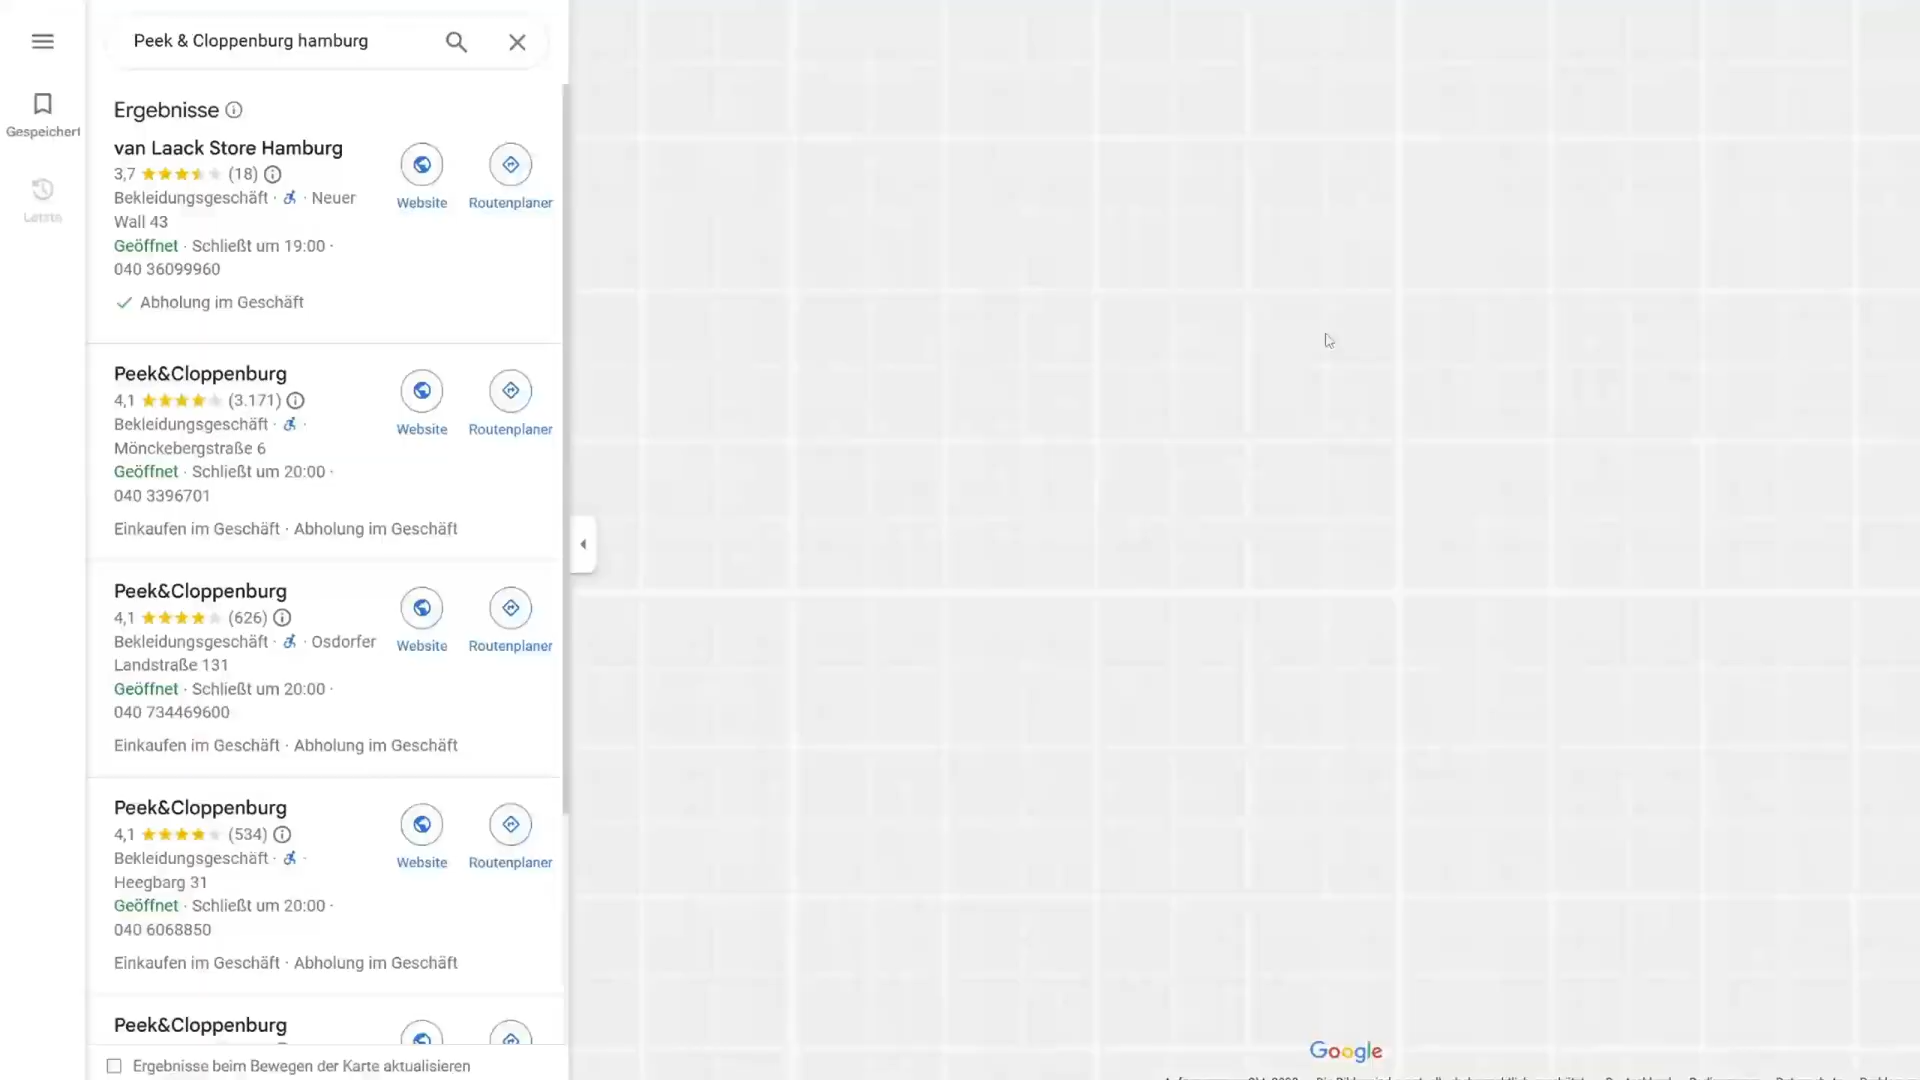 Peek & Cloppenburg hamburg
Gespeichert
Letzte
Ergebnisse
van Laack Store Hamburg
3,7 (18)
Bekleidungsgeschäft · · Neuer
Wall 43
Geöffnet · Schließt um 19:00 ·
040 36099960
Abholung im Geschäft
Website
Routenplaner
Peek&Cloppenburg
4,1 (3.171)
Bekleidungsgeschäft · ·
Mönckebergstraße 6
Geöffnet · Schließt um 20:00 ·
040 3396701
Einkaufen im Geschäft · Abholung im Geschäft
Website
Routenplaner
Peek&Cloppenburg
4,1 (626)
Bekleidungsgeschäft · · Osdorfer
Landstraße 131
Geöffnet · Schließt um 20:00 ·
040 734469600
Einkaufen im Geschäft · Abholung im Geschäft
Website
Routenplaner
Peek&Cloppenburg
4,1 (534)
Bekleidungsgeschäft · ·
Heegbarg 31
Geöffnet · Schließt um 20:00 ·
040 6068850
Einkaufen im Geschäft · Abholung im Geschäft
Website
Routenplaner
Peek&Cloppenburg
Ergebnisse beim Bewegen der Karte aktualisieren
Google